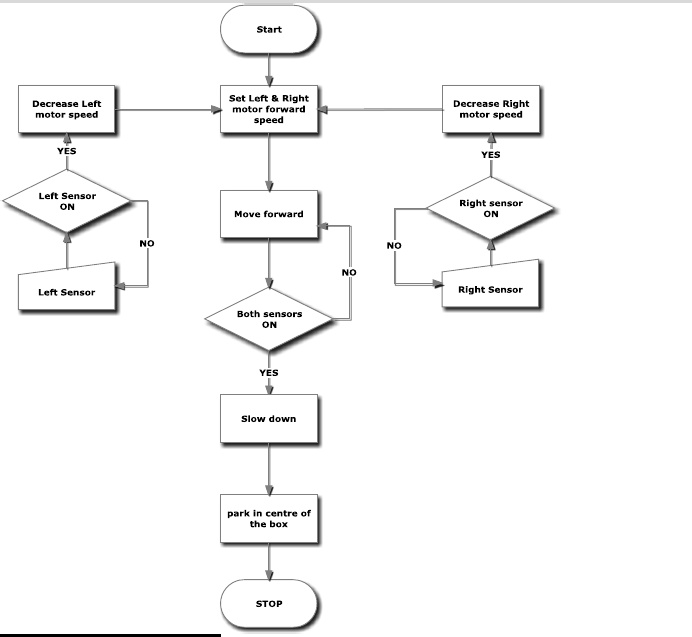 Start
Decrease Left
motor speed
Set Left & Right
motor forward
speed
Decrease Right
motor speed
YES
YES
Left Sensor
ON
Move forward
Right sensor
ON
NO
NO
NO
Left Sensor
Right Sensor
Both sensors
ON
YES
Slow down
park in centre of
the box
STOP